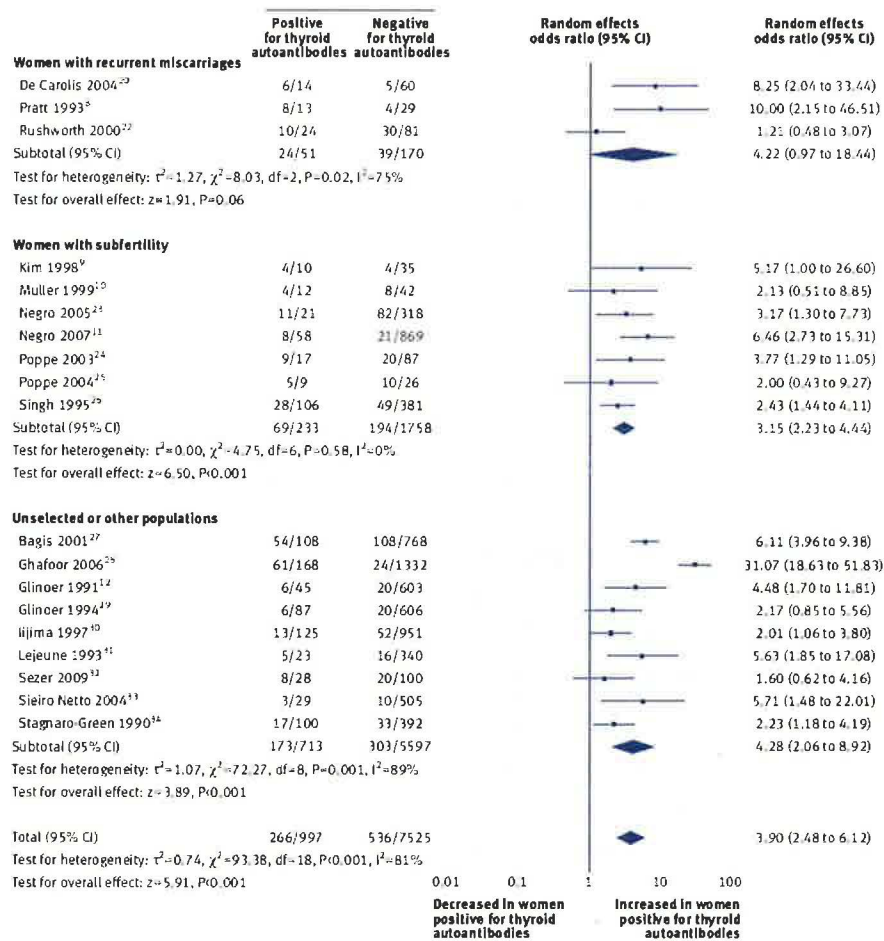 Positive for thyroid autoantibodies Negative for thyroid autoantibodies Random effects odds ratio (95% CI) Random effects odds ratio (95% CI)
Women with recurrent miscarriages
De Carolis 2004 6/14 5/60 8.25 (2.04 to 33.44)
Pratt 1993 8/13 4/29 10.00 (2.15 to 46.51)
Rushworth 2000 10/24 30/81 1.21 (0.48 to 3.07)
Subtotal (95% CI) 24/51 39/170 4.22 (0.97 to 18.44)
Test for heterogeneity: τ²=1.27, χ²=8.03, df=2, P=0.02, I²=75%
Test for overall effect: z=1.91, P=0.06
Women with subfertility
Kim 1998⁹ 4/10 4/35 5.17 (1.00 to 26.60)
Muller 1999 4/12 8/42 2.13 (0.51 to 8.85)
Negro 2005²³ 11/21 82/318 3.17 (1.30 to 7.73)
Negro 2007¹¹ 8/58 21/869 6.46 (2.73 to 15.31)
Poppe 2003²⁴ 9/17 20/87 3.77 (1.29 to 11.05)
Poppe 2004²⁵ 5/9 10/26 2.00 (0.43 to 9.27)
Singh 1995²⁶ 28/106 49/381 2.43 (1.44 to 4.11)
Subtotal (95% CI) 69/233 194/1758 3.15 (2.23 to 4.44)
Test for heterogeneity: τ²=0.00, χ²=4.75, df=6, P=0.58, I²=0%
Test for overall effect: z=6.50, P<0.001
Unselected or other populations
Bagis 2001²⁷ 54/108 108/768 6.11 (3.96 to 9.38)
Ghafoor 2006 61/168 24/1332 31.07 (18.63 to 51.83)
Glinoer 1991¹² 6/45 20/603 4.48 (1.70 to 11.81)
Glinoer 1994 6/87 20/606 2.17 (0.85 to 5.56)
Iijima 1997 13/125 52/951 2.01 (1.06 to 3.80)
Lejeune 1993 5/23 16/340 5.63 (1.85 to 17.08)
Sezer 2009 8/28 20/100 1.60 (0.62 to 4.16)
Sieiro Netto 2004³³ 3/29 10/505 5.71 (1.48 to 22.01)
Stagnaro-Green 1990³⁴ 17/100 33/392 2.23 (1.18 to 4.19)
Subtotal (95% CI) 173/713 303/5597 4.28 (2.06 to 8.92)
Test for heterogeneity: τ²=1.07, χ²=72.27, df=8, P=0.001, I²=89%
Test for overall effect: z=3.89, P<0.001
Total (95% CI) 266/997 536/7525 3.90 (2.48 to 6.12)
Test for heterogeneity: τ²=0.74, χ²=93.38, df=18, P<0.001, I²=81%
Test for overall effect: z=5.91, P<0.001
0.01 0.1 1 10 100
Decreased in women positive for thyroid autoantibodies Increased in women positive for thyroid autoantibodies